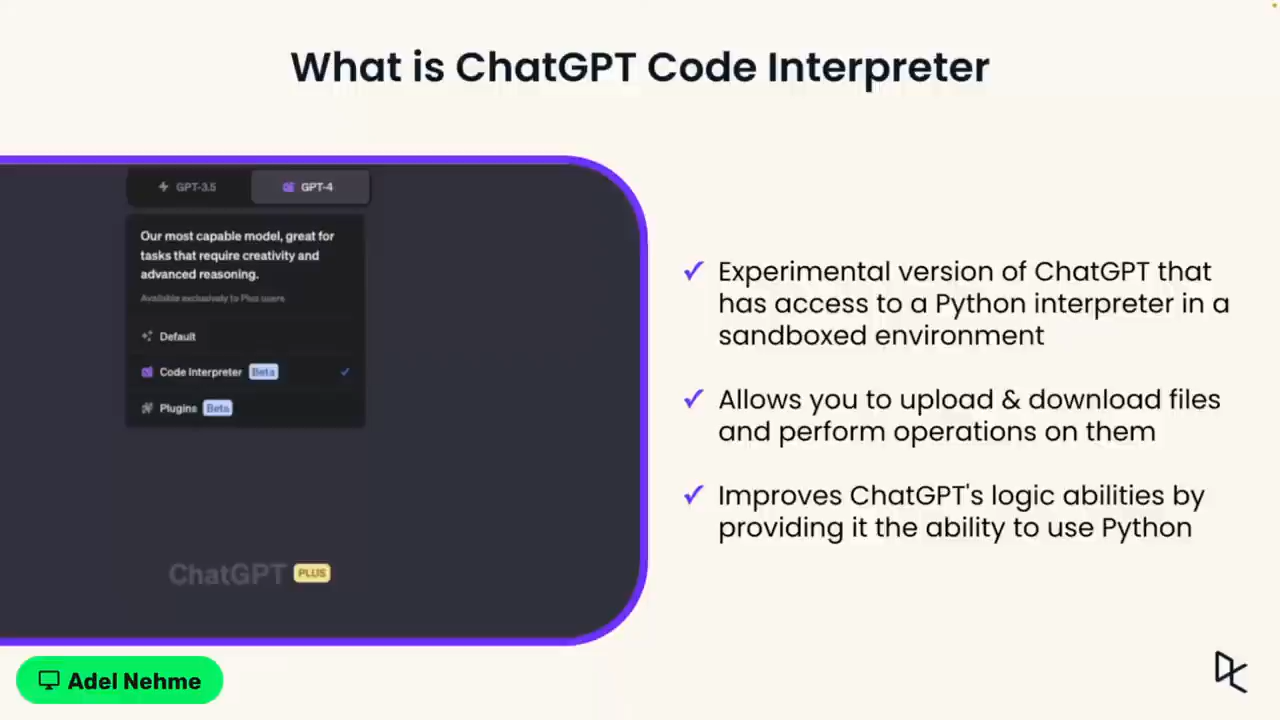 What is ChatGPT Code Interpreter
GPT-3.5
GPT-4
Our most capable model, great for
tasks that require creativity and
advanced reasoning.
Available exclusively to Plus users
Default
Code Interpreter Beta
Plugins Beta
ChatGPT PLUS
✓ Experimental version of ChatGPT that
has access to a Python interpreter in a
sandboxed environment
✓ Allows you to upload & download files
and perform operations on them
✓ Improves ChatGPT's logic abilities by
providing it the ability to use Python
Adel Nehme